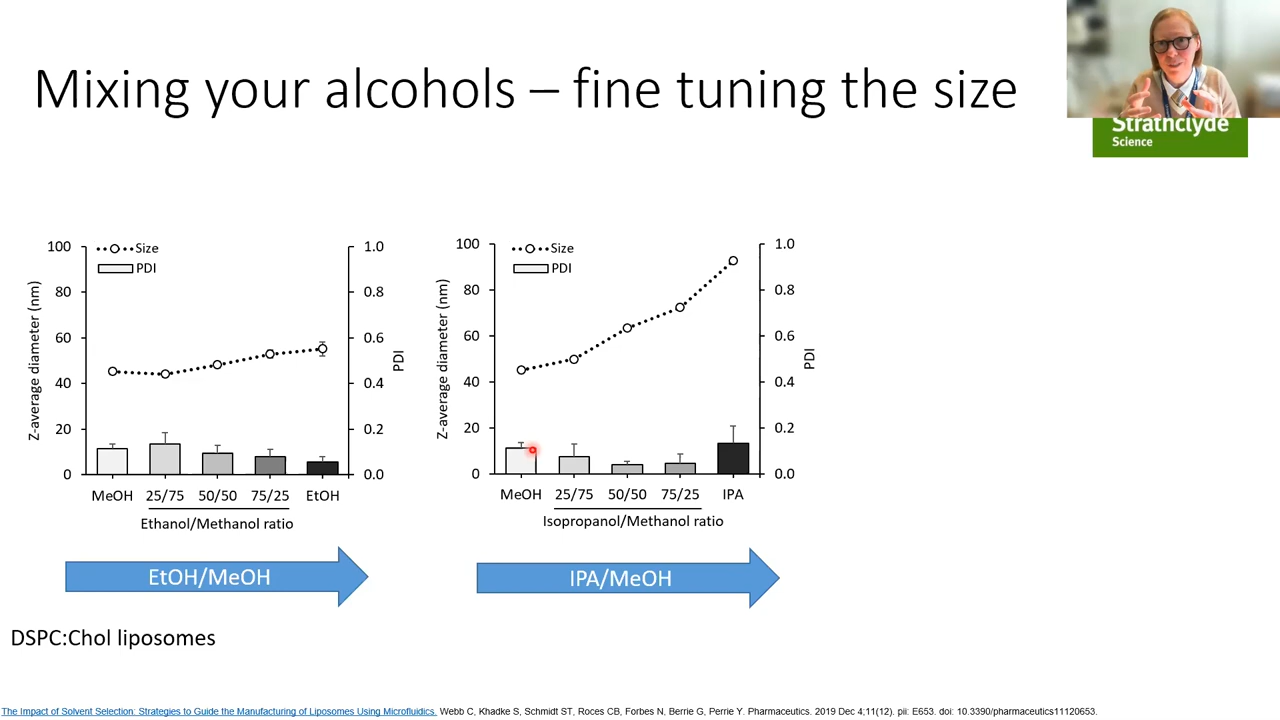 Mixing your alcohols – fine tuning the size
Strathclyde
Science
100
80
60
40
20
0
Z-average diameter (nm)
Size
PDI
1.0
0.8
0.6
0.4
0.2
0.0
PDI
MeOH 25/75 50/50 75/25 EtOH
Ethanol/Methanol ratio
100
80
60
40
20
0
Z-average diameter (nm)
Size
PDI
1.0
0.8
0.6
0.4
0.2
0.0
PDI
MeOH 25/75 50/50 75/25 IPA
Isopropanol/Methanol ratio
EtOH/MeOH
IPA/MeOH
DSPC:Chol liposomes
The Impact of Solvent Selection: Strategies to Guide the Manufacturing of Liposomes Using Microfluidics. Webb C, Khadke S, Schmidt ST, Roces CB, Forbes N, Berrie G, Perrie Y. Pharmaceutics. 2019 Dec 4;11(12). pii: E653. doi: 10.3390/pharmaceutics11120653.